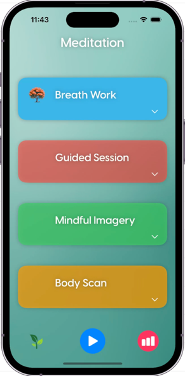 11:43
Meditation
Breath Work
Guided Session
Mindful Imagery
Body Scan